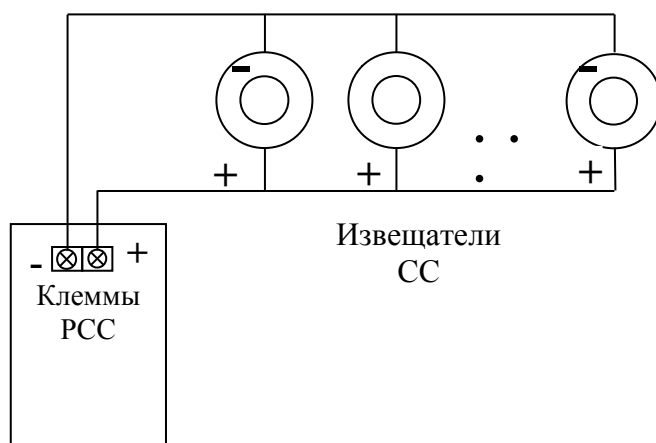 - -
+ + +
Извещатели
СС
- +
Клеммы
РСС